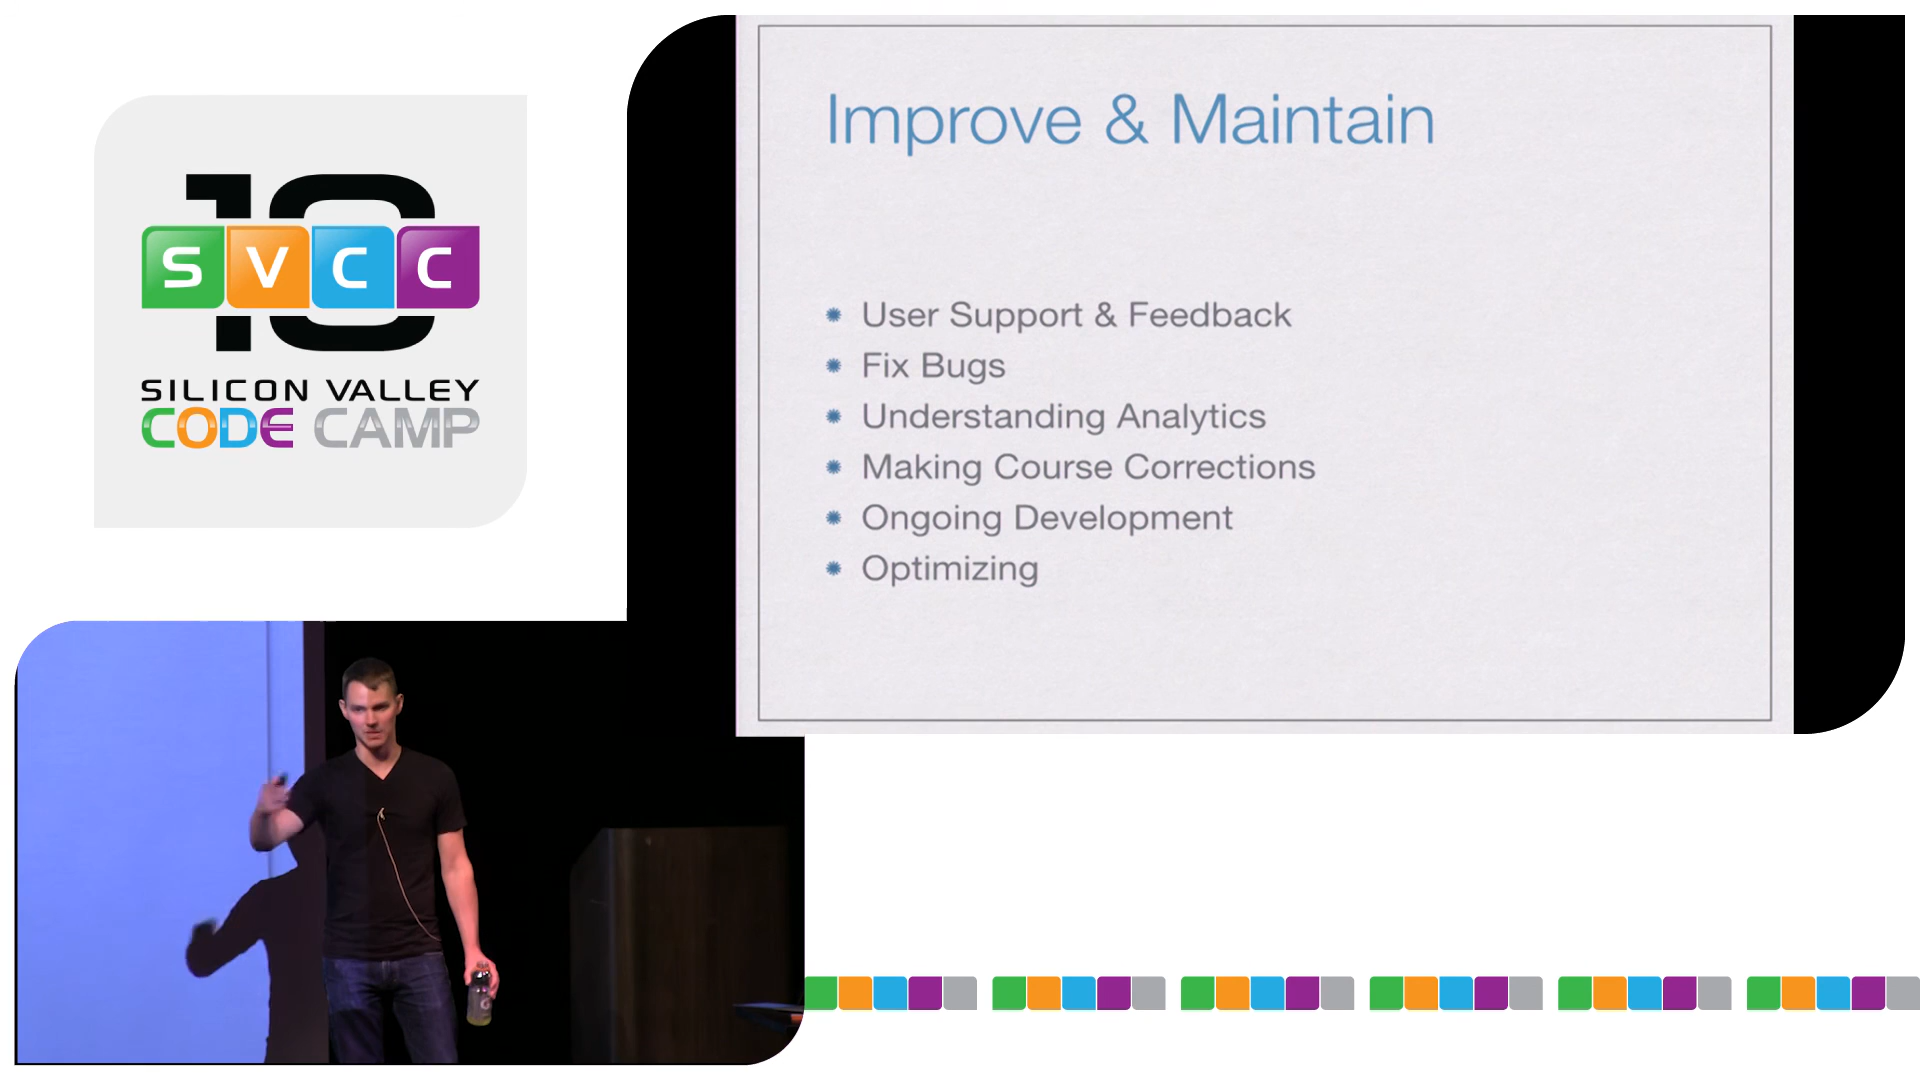 10
SVCC
SILICON VALLEY
CODE CAMP
Improve & Maintain
User Support & Feedback
Fix Bugs
Understanding Analytics
Making Course Corrections
Ongoing Development
Optimizing